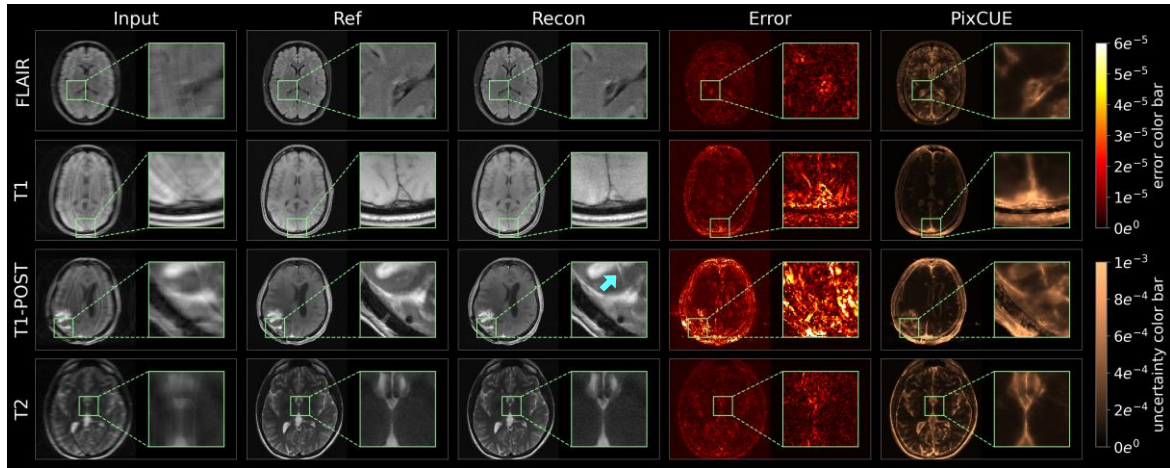 Input Ref Recon Error PixCUE
FLAIR
T1
T1-POST
T2
6e⁻⁵
5e⁻⁵
4e⁻⁵
3e⁻⁵
2e⁻⁵
1e⁻⁵
0e⁰
error color bar
1e⁻³
8e⁻⁴
6e⁻⁴
4e⁻⁴
2e⁻⁴
0e⁰
uncertainty color bar